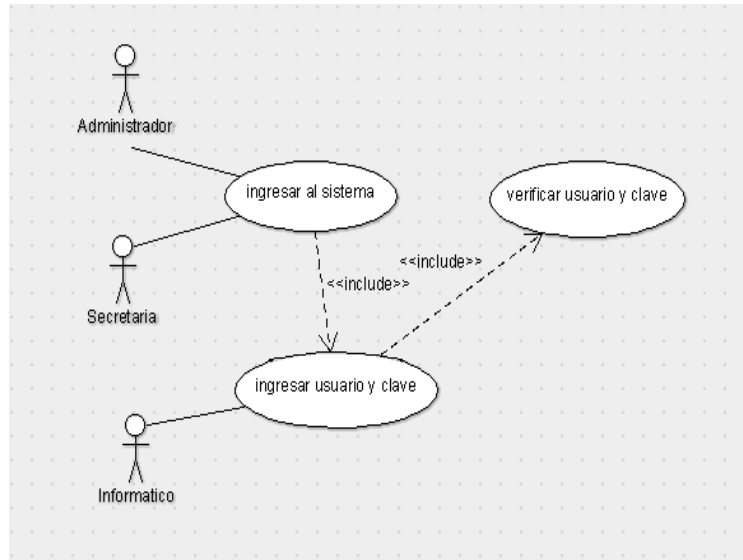 Administrador
ingresar al sistema
verificar usuario y clave
<<include>>
<<include>>
Secretaria
ingresar usuario y clave
Informatico